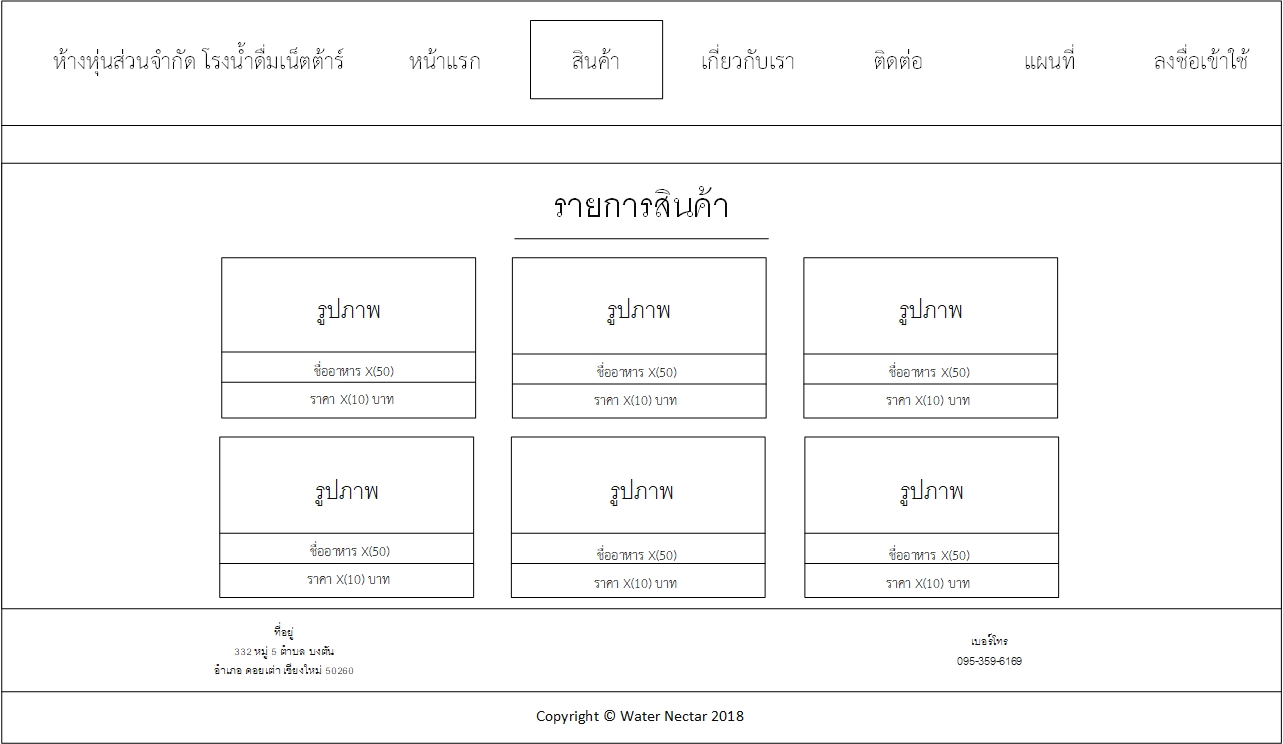 ห้างหุ่นส่วนจำกัด โรงน้ำดื่มเน็ตต้าร์ หน้าแรก สินค้า เกี่ยวกับเรา ติดต่อ แผนที่ ลงชื่อเข้าใช้
รายการสินค้า
รูปภาพ รูปภาพ รูปภาพ
ชื่ออาหาร X(50) ชื่ออาหาร X(50) ชื่ออาหาร X(50)
ราคา X(10) บาท ราคา X(10) บาท ราคา X(10) บาท
รูปภาพ รูปภาพ รูปภาพ
ชื่ออาหาร X(50) ชื่ออาหาร X(50) ชื่ออาหาร X(50)
ราคา X(10) บาท ราคา X(10) บาท ราคา X(10) บาท
ที่อยู่
332 หมู่ 5 ตำบล บงตัน
อำเภอ ดอยเต่า เชียงใหม่ 50260
เบอร์โทร
095-359-6169
Copyright © Water Nectar 2018